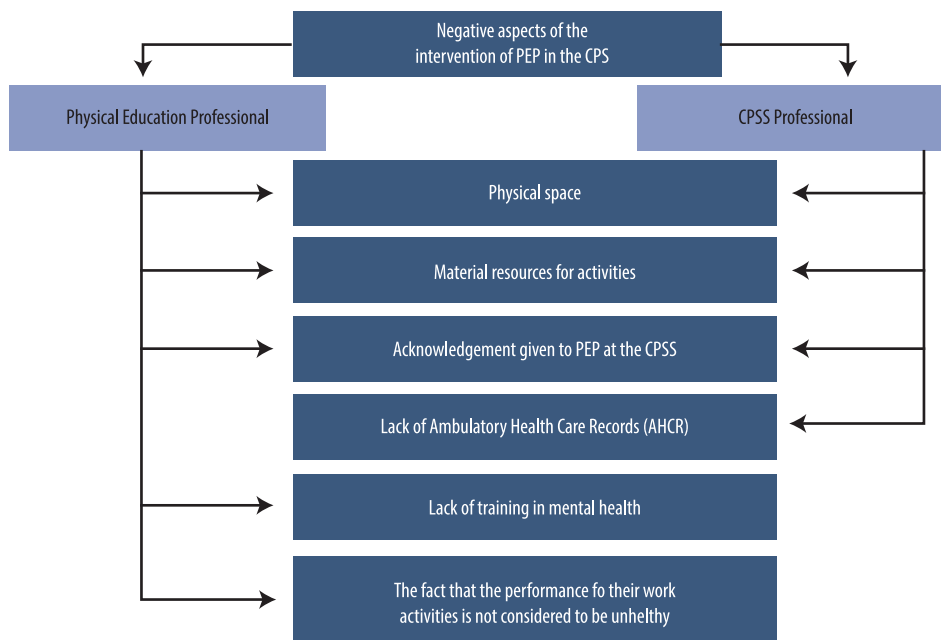 Negative aspects of the
intervention of PEP in the CPS
Physical Education Professional
CPSS Professional
Physical space
Material resources for activities
Acknowledgement given to PEP at the CPSS
Lack of Ambulatory Health Care Records (AHCR)
Lack of training in mental health
The fact that the performance fo their work
activities is not considered to be unhelthy